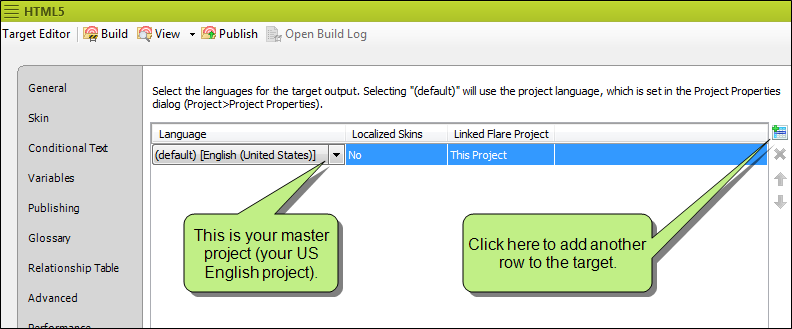 HTML5
Target Editor Build View Publish Open Build Log
General
Skin
Conditional Text
Variables
Publishing
Glossary
Relationship Table
Advanced
Performance
Select the languages for the target output. Selecting "(default)" will use the project language, which is set in the Project Properties
dialog (Project>Project Properties).
Language Localized Skins Linked Flare Project
(default) [English (United States)] No This Project
This is your master
project (your US
English project).
Click here to add another
row to the target.